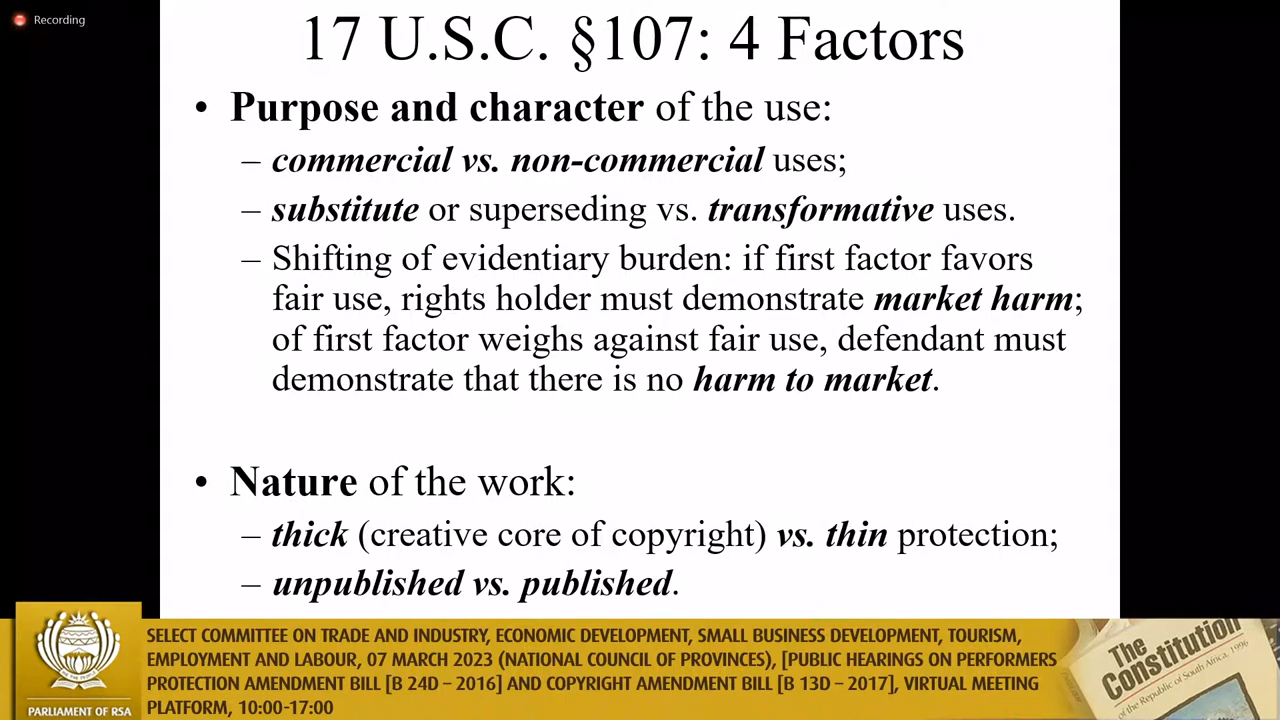 Recording
17 U.S.C. §107: 4 Factors
• Purpose and character of the use:
– commercial vs. non-commercial uses;
– substitute or superseding vs. transformative uses.
– Shifting of evidentiary burden: if first factor favors
fair use, rights holder must demonstrate market harm;
of first factor weighs against fair use, defendant must
demonstrate that there is no harm to market.
• Nature of the work:
– thick (creative core of copyright) vs. thin protection;
– unpublished vs. published.
SELECT COMMITTEE ON TRADE AND INDUSTRY, ECONOMIC DEVELOPMENT, SMALL BUSINESS DEVELOPMENT, TOURISM,
EMPLOYMENT AND LABOUR, 07 MARCH 2023 (NATIONAL COUNCIL OF PROVINCES), [PUBLIC HEARINGS ON PERFORMERS
PROTECTION AMENDMENT BILL [B 24D – 2016] AND COPYRIGHT AMENDMENT BILL [B 13D – 2017], VIRTUAL MEETING
PLATFORM, 10:00-17:00
PARLIAMENT OF RSA
The
Constitution
of the Republic of South Africa, 1996